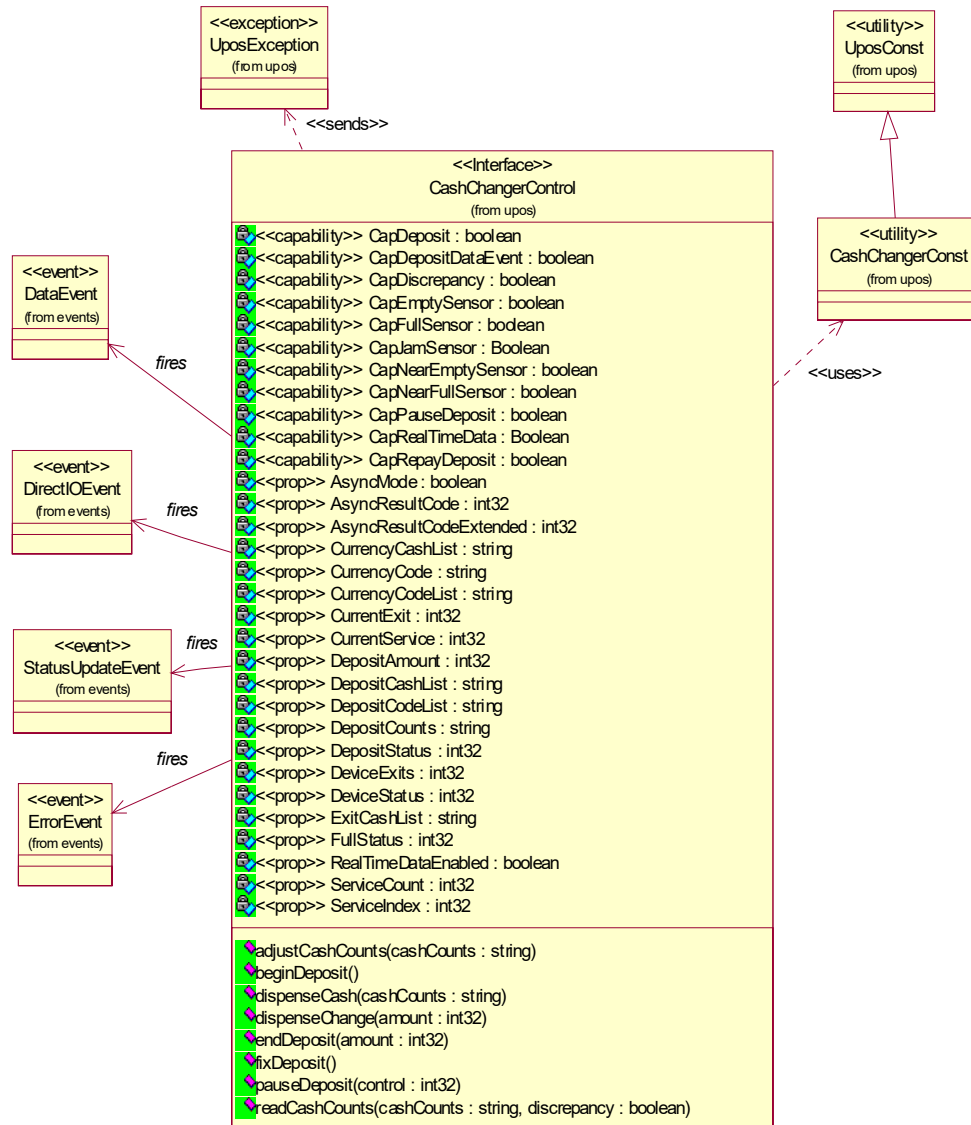 <<exception>>
UposException
(from upos)
<<utility>>
UposConst
(from upos)
<<sends>>
<<Interface>>
CashChangerControl
(from upos)
<<capability>> CapDeposit : boolean
<<capability>> CapDepositDataEvent : boolean
<<capability>> CapDiscrepancy : boolean
<<capability>> CapEmptySensor : boolean
<<capability>> CapFullSensor : boolean
<<capability>> CapJamSensor : Boolean
<<capability>> CapNearEmptySensor : boolean
<<capability>> CapNearFullSensor : boolean
<<capability>> CapPauseDeposit : boolean
<<capability>> CapRealTimeData : Boolean
<<capability>> CapRepayDeposit : boolean
<<prop>> AsyncMode : boolean
<<prop>> AsyncResultCode : int32
<<prop>> AsyncResultCodeExtended : int32
<<prop>> CurrencyCashList : string
<<prop>> CurrencyCode : string
<<prop>> CurrencyCodeList : string
<<prop>> CurrentExit : int32
<<prop>> CurrentService : int32
<<prop>> DepositAmount : int32
<<prop>> DepositCashList : string
<<prop>> DepositCodeList : string
<<prop>> DepositCounts : string
<<prop>> DepositStatus : int32
<<prop>> DeviceExits : int32
<<prop>> DeviceStatus : int32
<<prop>> ExitCashList : string
<<prop>> FullStatus : int32
<<prop>> RealTimeDataEnabled : boolean
<<prop>> ServiceCount : int32
<<prop>> ServiceIndex : int32
adjustCashCounts(cashCounts : string)
beginDeposit()
dispenseCash(cashCounts : string)
dispenseChange(amount : int32)
endDeposit(amount : int32)
fixDeposit()
pauseDeposit(control : int32)
readCashCounts(cashCounts : string, discrepancy : boolean)
<<utility>>
CashChangerConst
(from upos)
<<uses>>
<<event>>
DataEvent
(from events)
fires
<<event>>
DirectIOEvent
(from events)
fires
<<event>>
StatusUpdateEvent
(from events)
fires
<<event>>
ErrorEvent
(from events)
fires